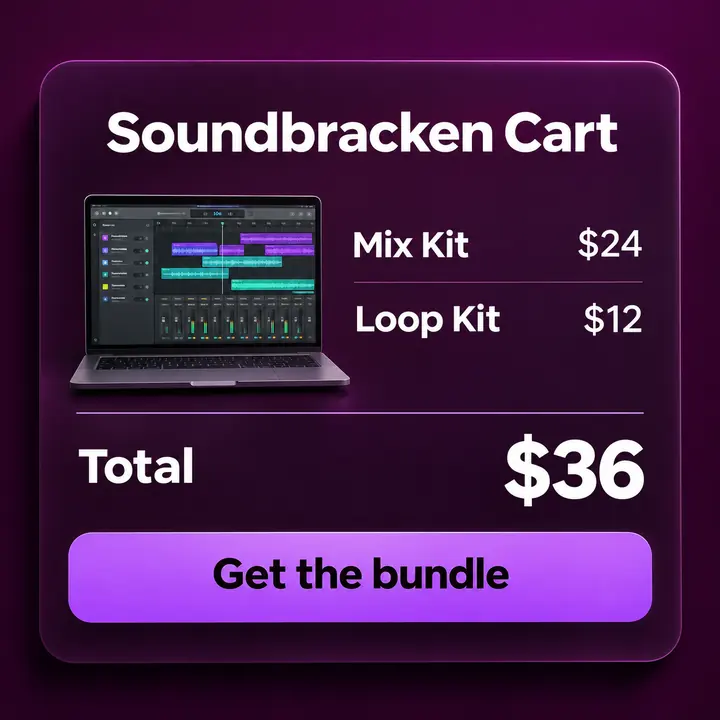 Soundbracken Cart
Mix Kit $24
Loop Kit $12
Total $36
Get the bundle